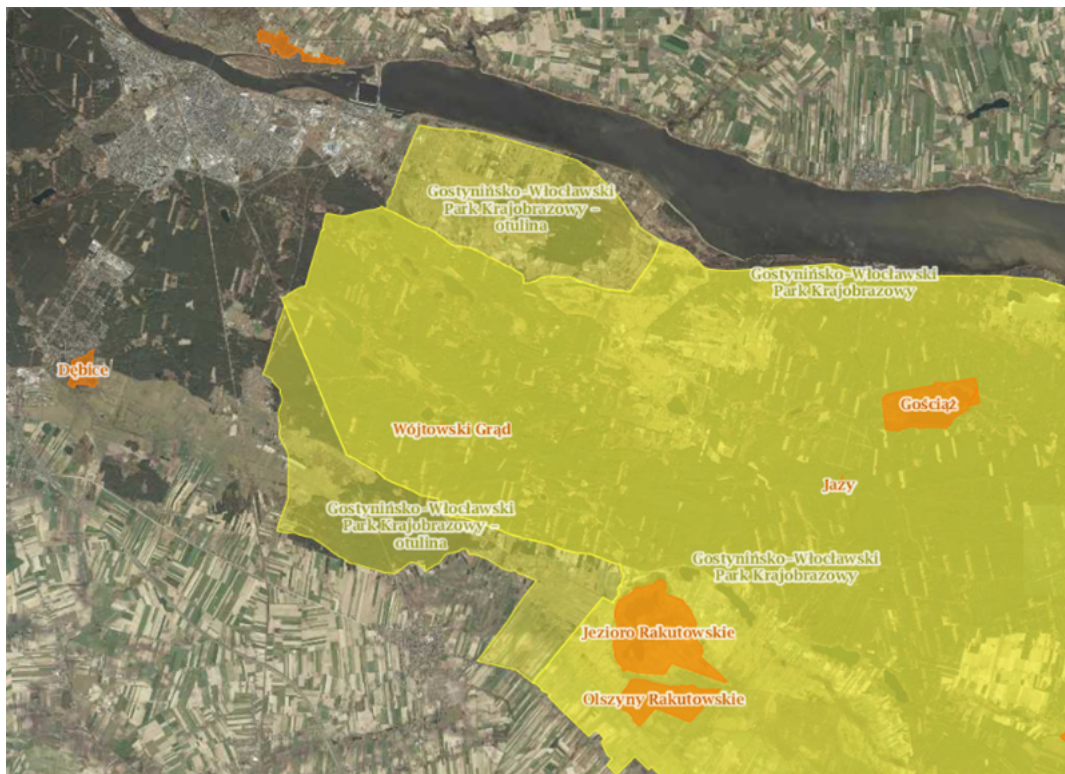 Gostynińsko-Włocławski
Park Krajobrazowy -
otulina
Gostynińsko-Włocławski
Park Krajobrazowy
Dębice
Gościąż
Wójtowski Grąd
Jazy
Gostynińsko-Włocławski
Park Krajobrazowy -
otulina
Gostynińsko-Włocławski
Park Krajobrazowy
Jezioro Rakutowskie
Olszyny Rakutowskie